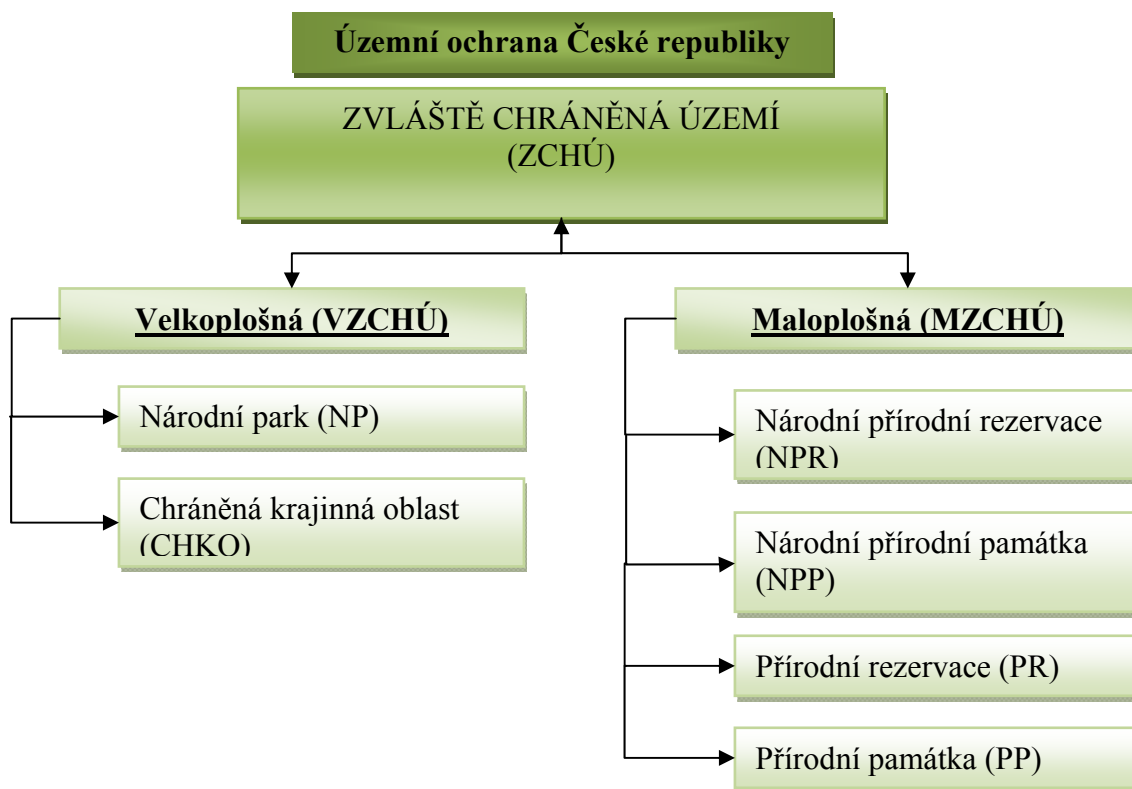 Územní ochrana České republiky
ZVLÁŠTĚ CHRÁNĚNÁ ÚZEMÍ
(ZCHÚ)
Velkoplošná (VZCHÚ)
Národní park (NP)
Chráněná krajinná oblast
(CHKO)
Maloplošná (MZCHÚ)
Národní přírodní rezervace
(NPR)
Národní přírodní památka
(NPP)
Přírodní rezervace (PR)
Přírodní památka (PP)